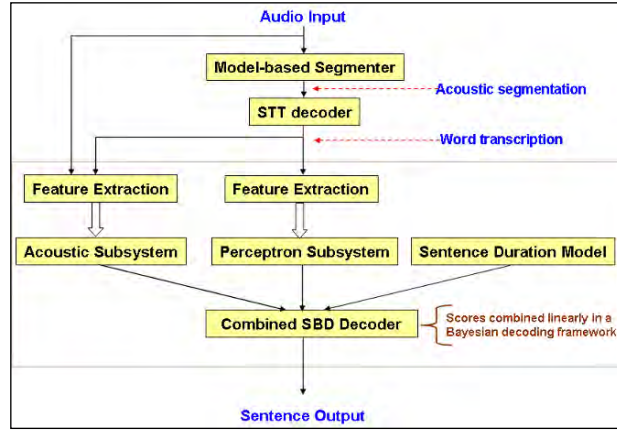 Audio Input
Model-based Segmenter
Acoustic segmentation
STT decoder
Word transcription
Feature Extraction
Feature Extraction
Acoustic Subsystem
Perceptron Subsystem
Sentence Duration Model
Combined SBD Decoder
Scores combined linearly in a
Bayesian decoding framework
Sentence Output